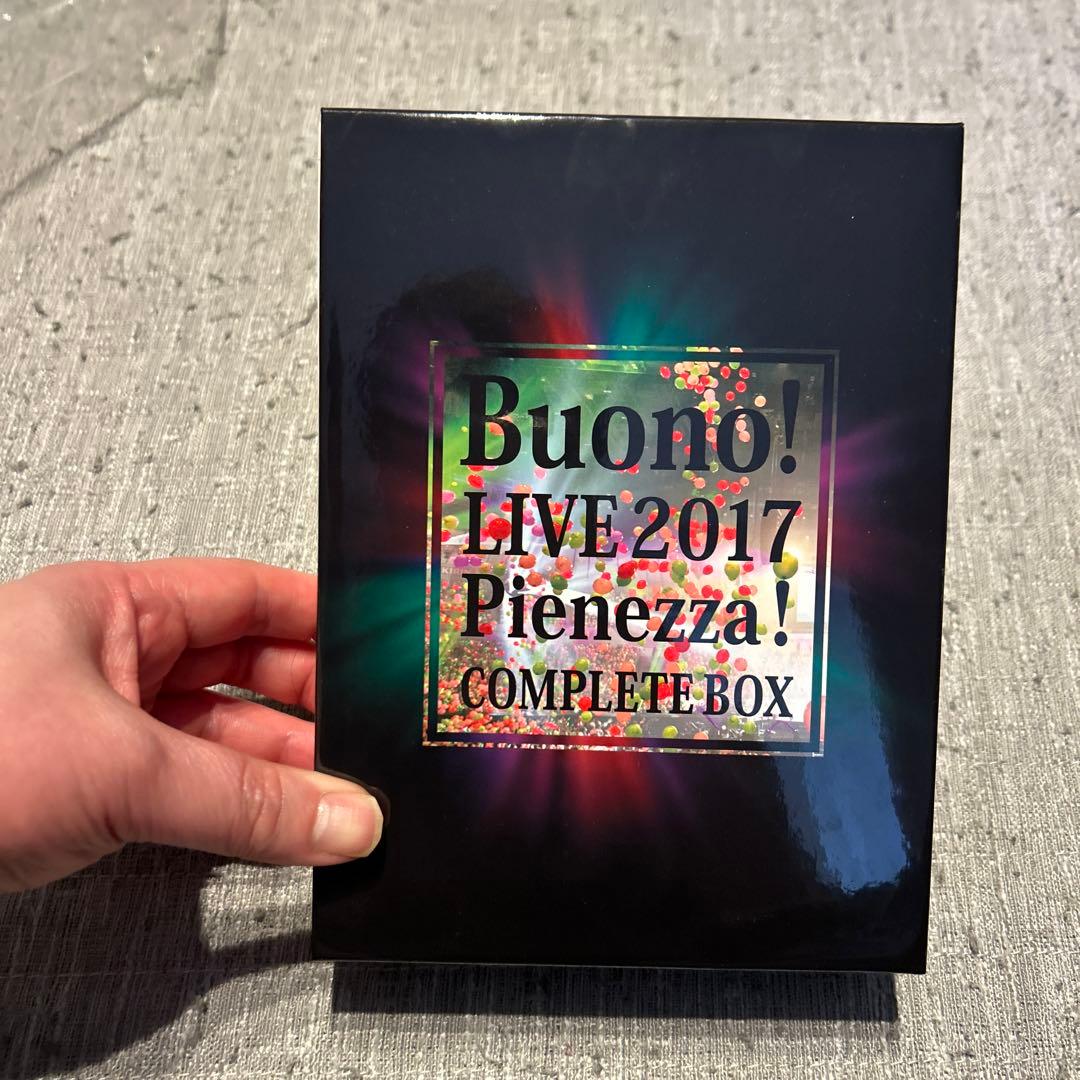 Buono!
LIVE 2017
Pienezza!
COMPLETE BOX